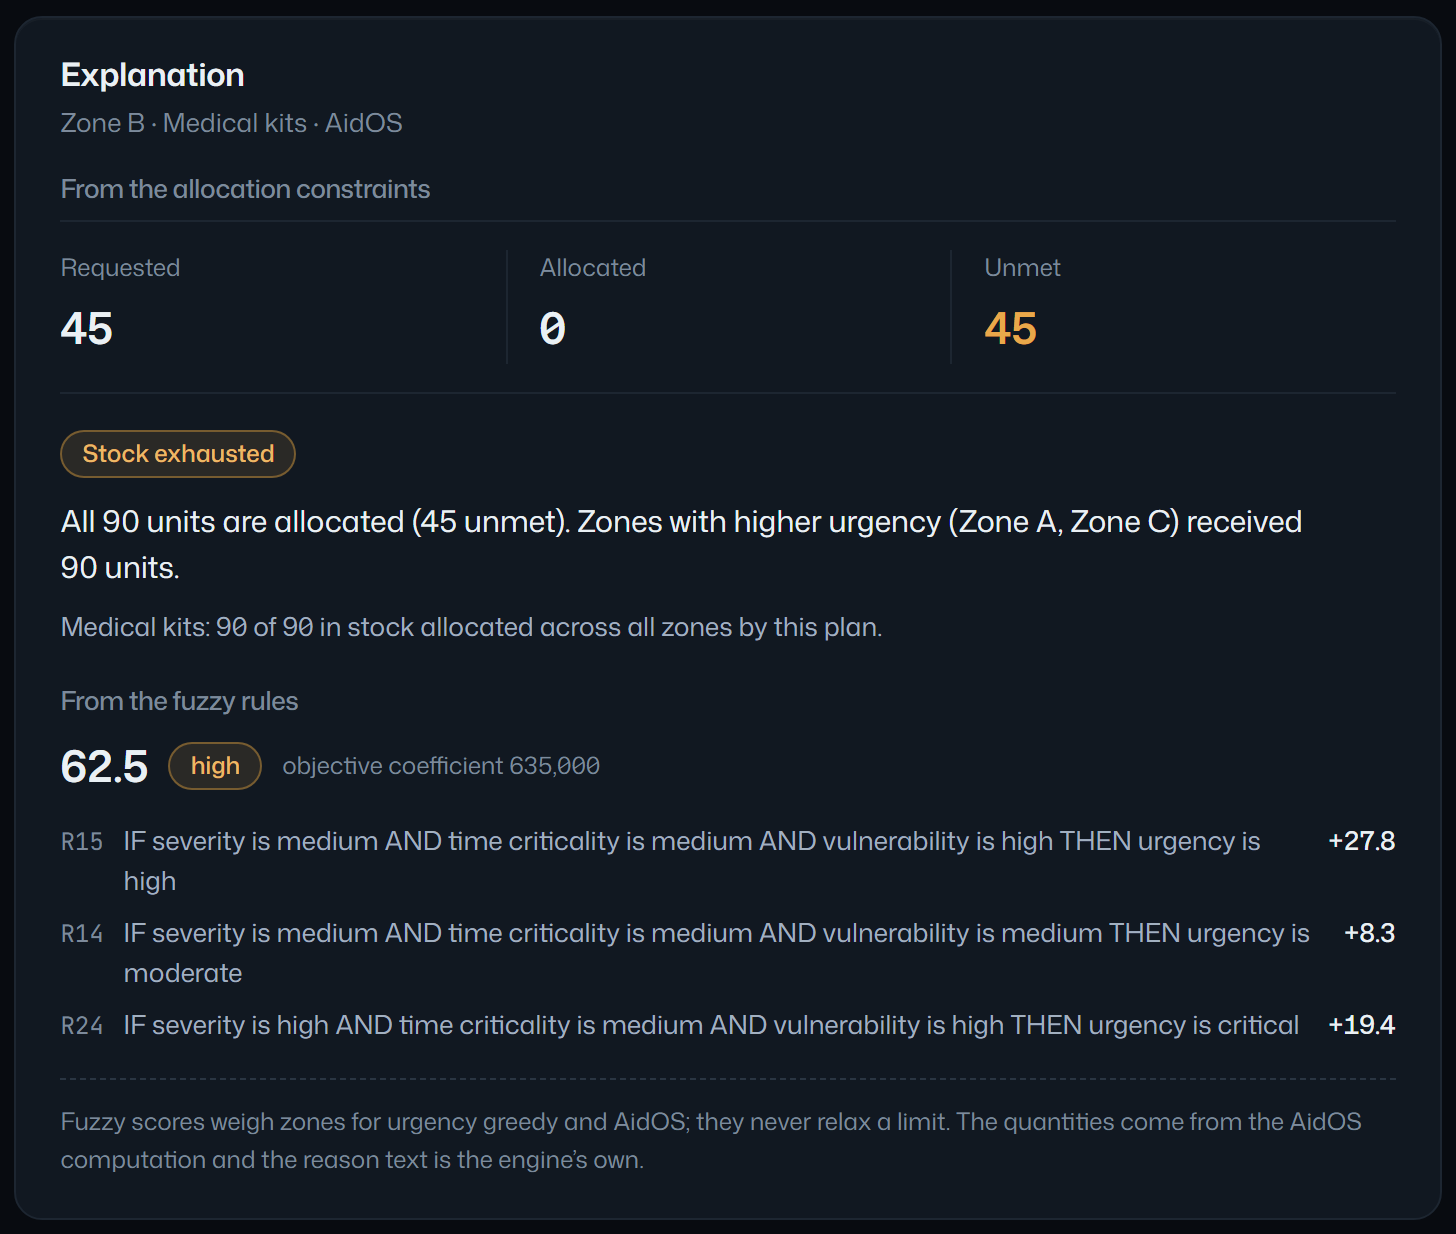 Explanation
Zone B · Medical kits · AidOS
From the allocation constraints
Requested
45
Allocated
0
Unmet
45
Stock exhausted
All 90 units are allocated (45 unmet). Zones with higher urgency (Zone A, Zone C) received
90 units.
Medical kits: 90 of 90 in stock allocated across all zones by this plan.
From the fuzzy rules
62.5 high objective coefficient 635,000
R15 IF severity is medium AND time criticality is medium AND vulnerability is high THEN urgency is +27.8
high
R14 IF severity is medium AND time criticality is medium AND vulnerability is medium THEN urgency is +8.3
moderate
R24 IF severity is high AND time criticality is medium AND vulnerability is high THEN urgency is critical +19.4
Fuzzy scores weigh zones for urgency greedy and AidOS; they never relax a limit. The quantities come from the AidOS
computation and the reason text is the engine’s own.